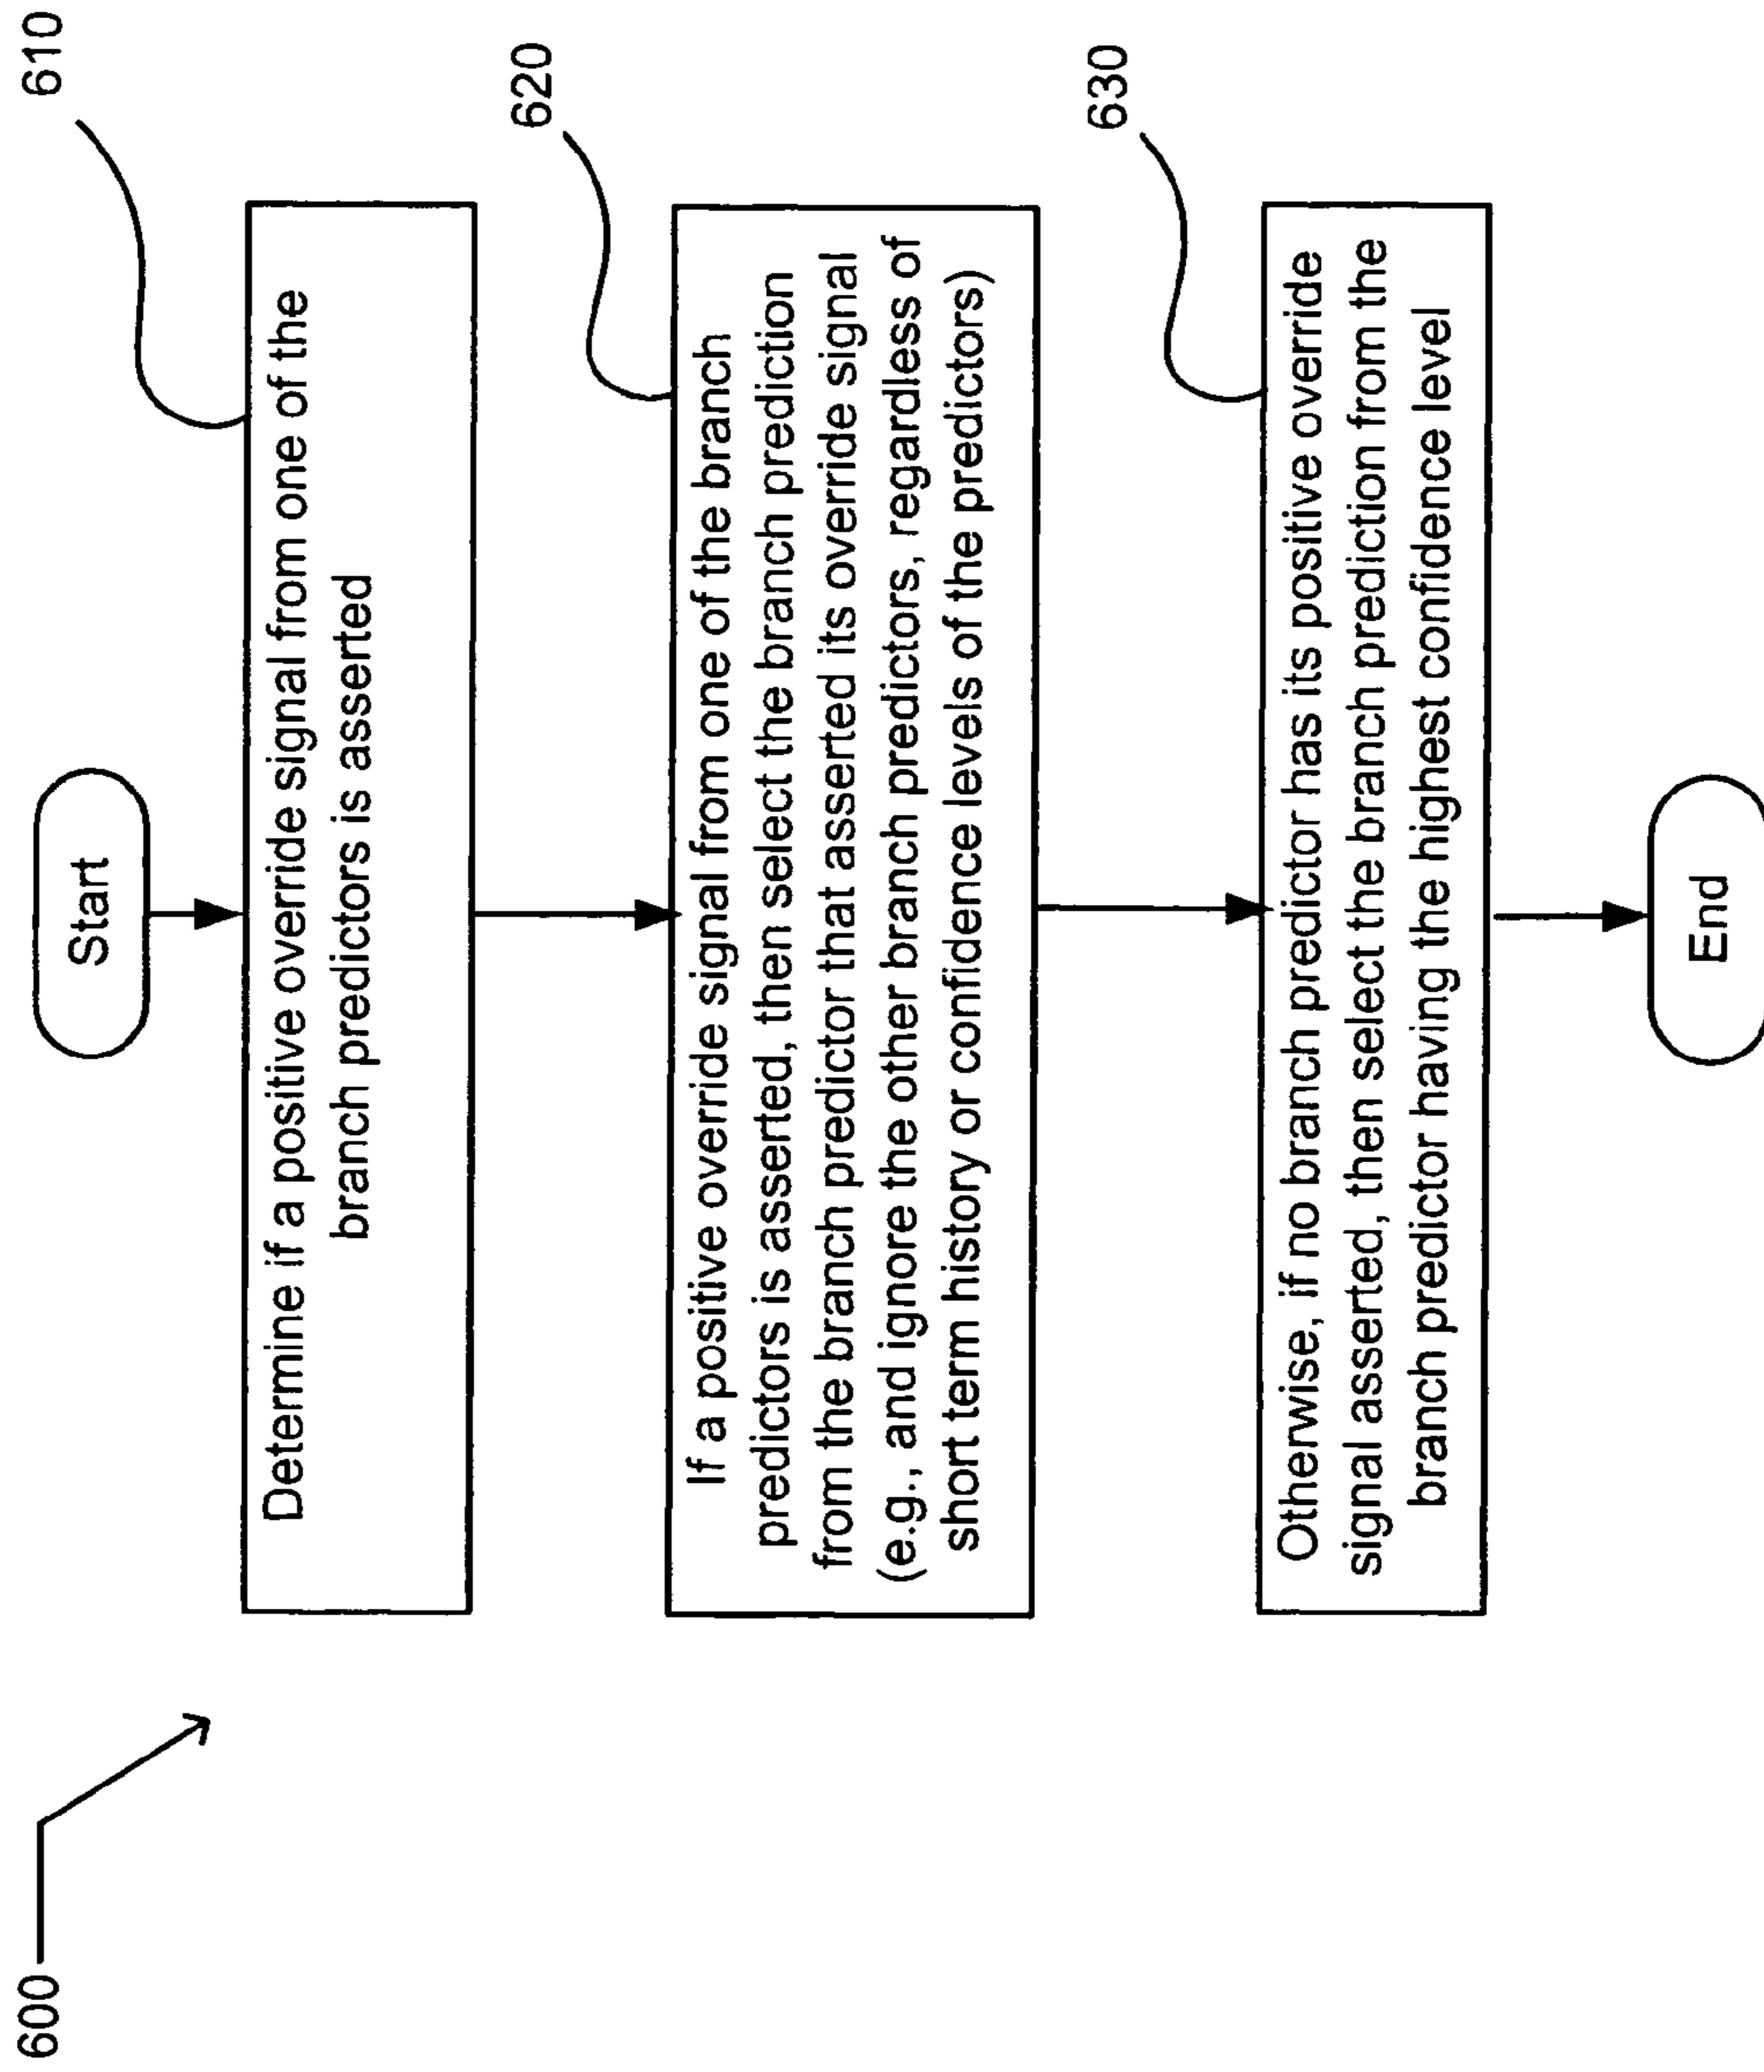 600
Start
610
Determine if a positive override signal from one of the
branch predictors is asserted
620
If a positive override signal from one of the branch
predictors is asserted, then select the branch prediction
from the branch predictor that asserted its override signal
(e.g., and ignore the other branch predictors, regardless of
short term history or confidence levels of the predictors)
630
Otherwise, if no branch predictor has its positive override
signal asserted, then select the branch prediction from the
branch predictor having the highest confidence level
End